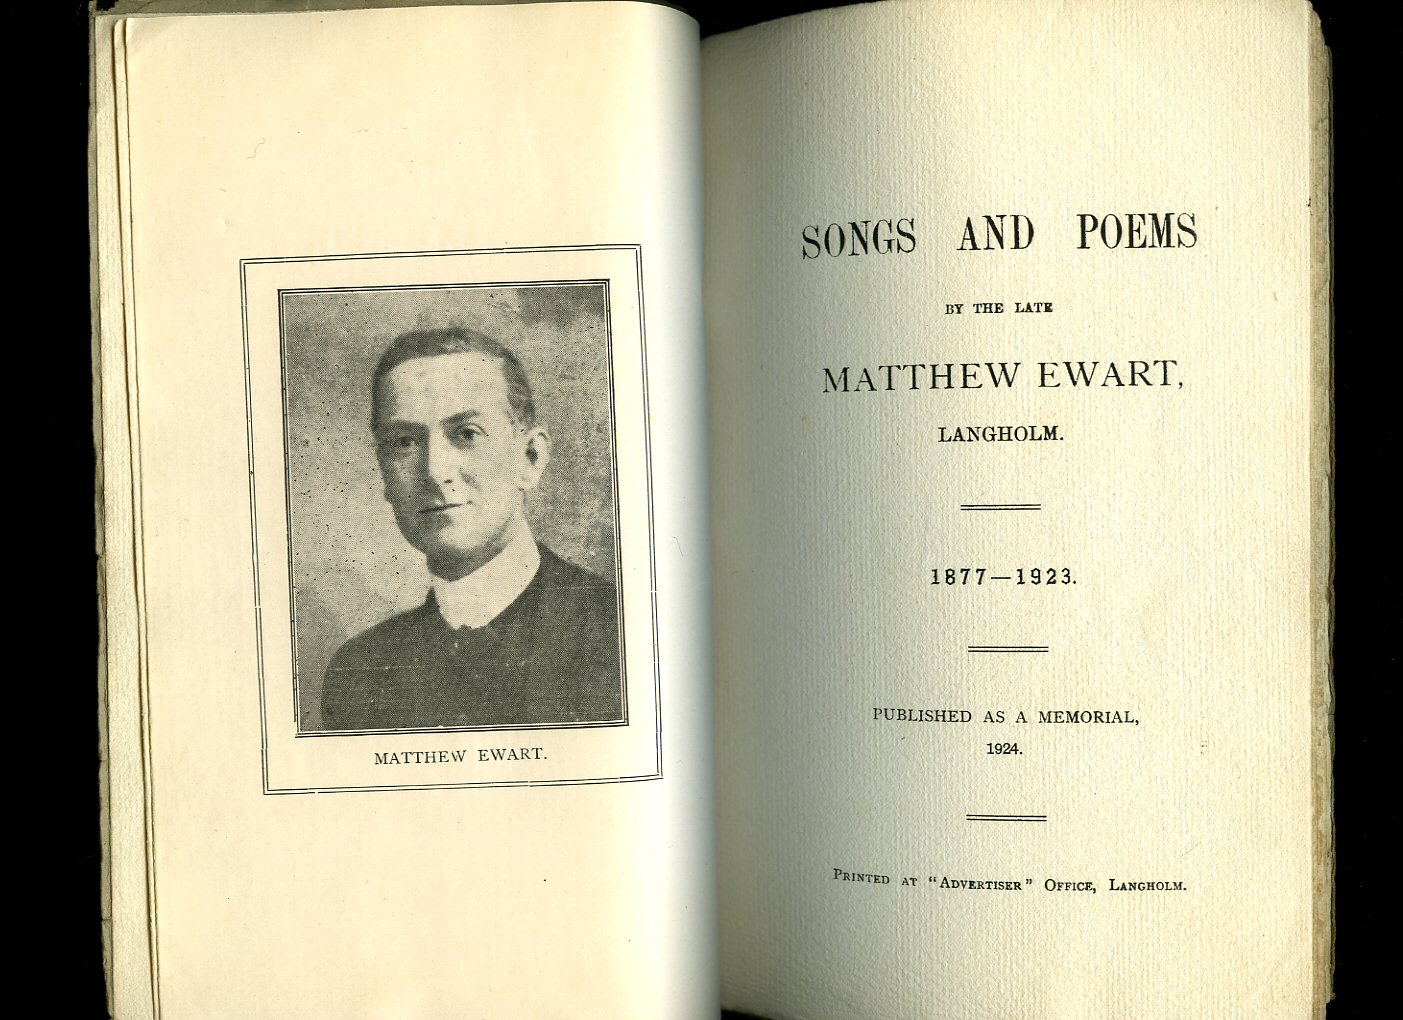 MATTHEW EWART.
SONGS AND POEMS
BY THE LATE
MATTHEW EWART,
LANGHOLM.
1877—1923.
PUBLISHED AS A MEMORIAL,
1924.
PRINTED AT "ADVERTISER" OFFICE, LANGHOLM.